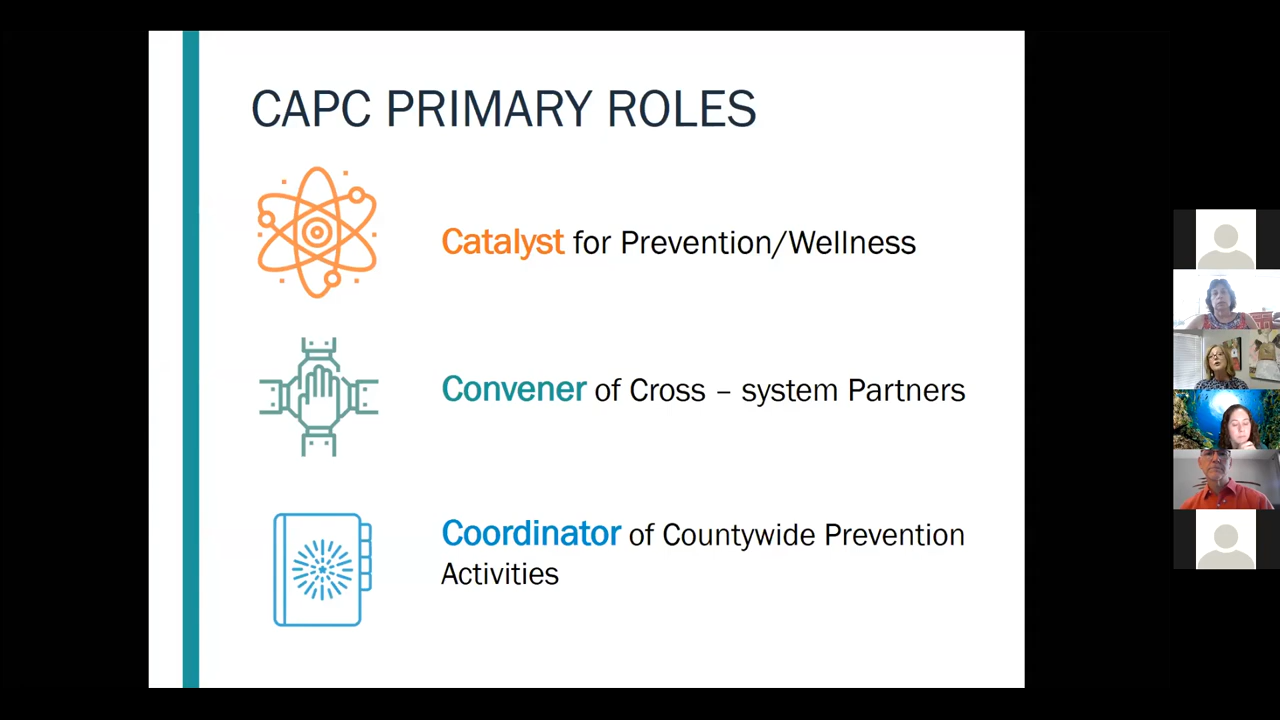 CAPC PRIMARY ROLES
Catalyst for Prevention/Wellness
Convener of Cross – system Partners
Coordinator of Countywide Prevention
Activities